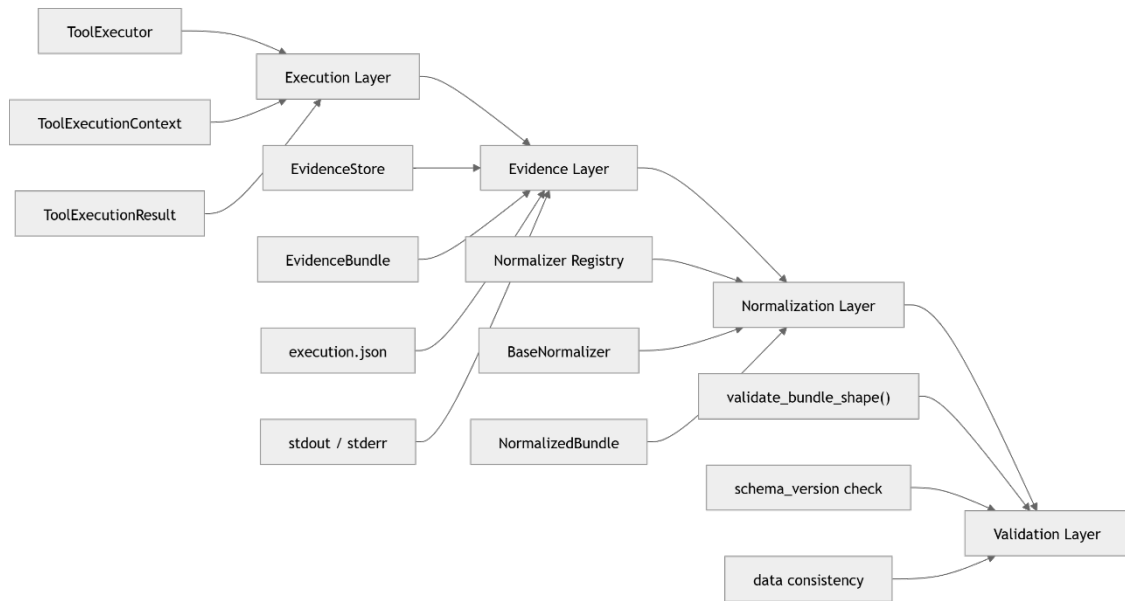 ToolExecutor
Execution Layer
ToolExecutionContext
EvidenceStore
Evidence Layer
ToolExecutionResult
EvidenceBundle
Normalizer Registry
Normalization Layer
execution.json
BaseNormalizer
validate_bundle_shape()
stdout / stderr
NormalizedBundle
schema_version check
Validation Layer
data consistency